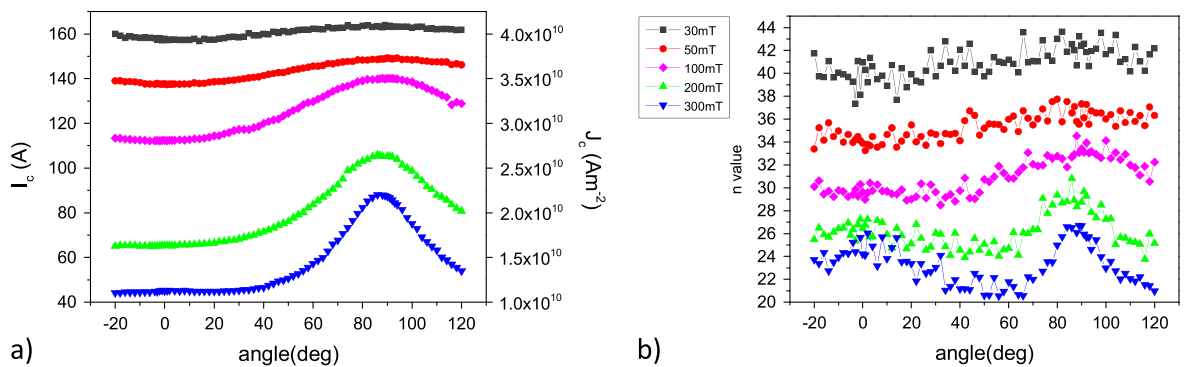 160
140
120
100
80
60
40
I_c (A)
4.0x10^10
3.5x10^10
3.0x10^10
2.5x10^10
2.0x10^10
1.5x10^10
1.0x10^10
J_c (Am^-2)
-20 0 20 40 60 80 100 120
angle(deg)
a)
30mT
50mT
100mT
200mT
300mT
44
42
40
38
36
34
32
30
28
26
24
22
20
n value
-20 0 20 40 60 80 100 120
angle(deg)
b)